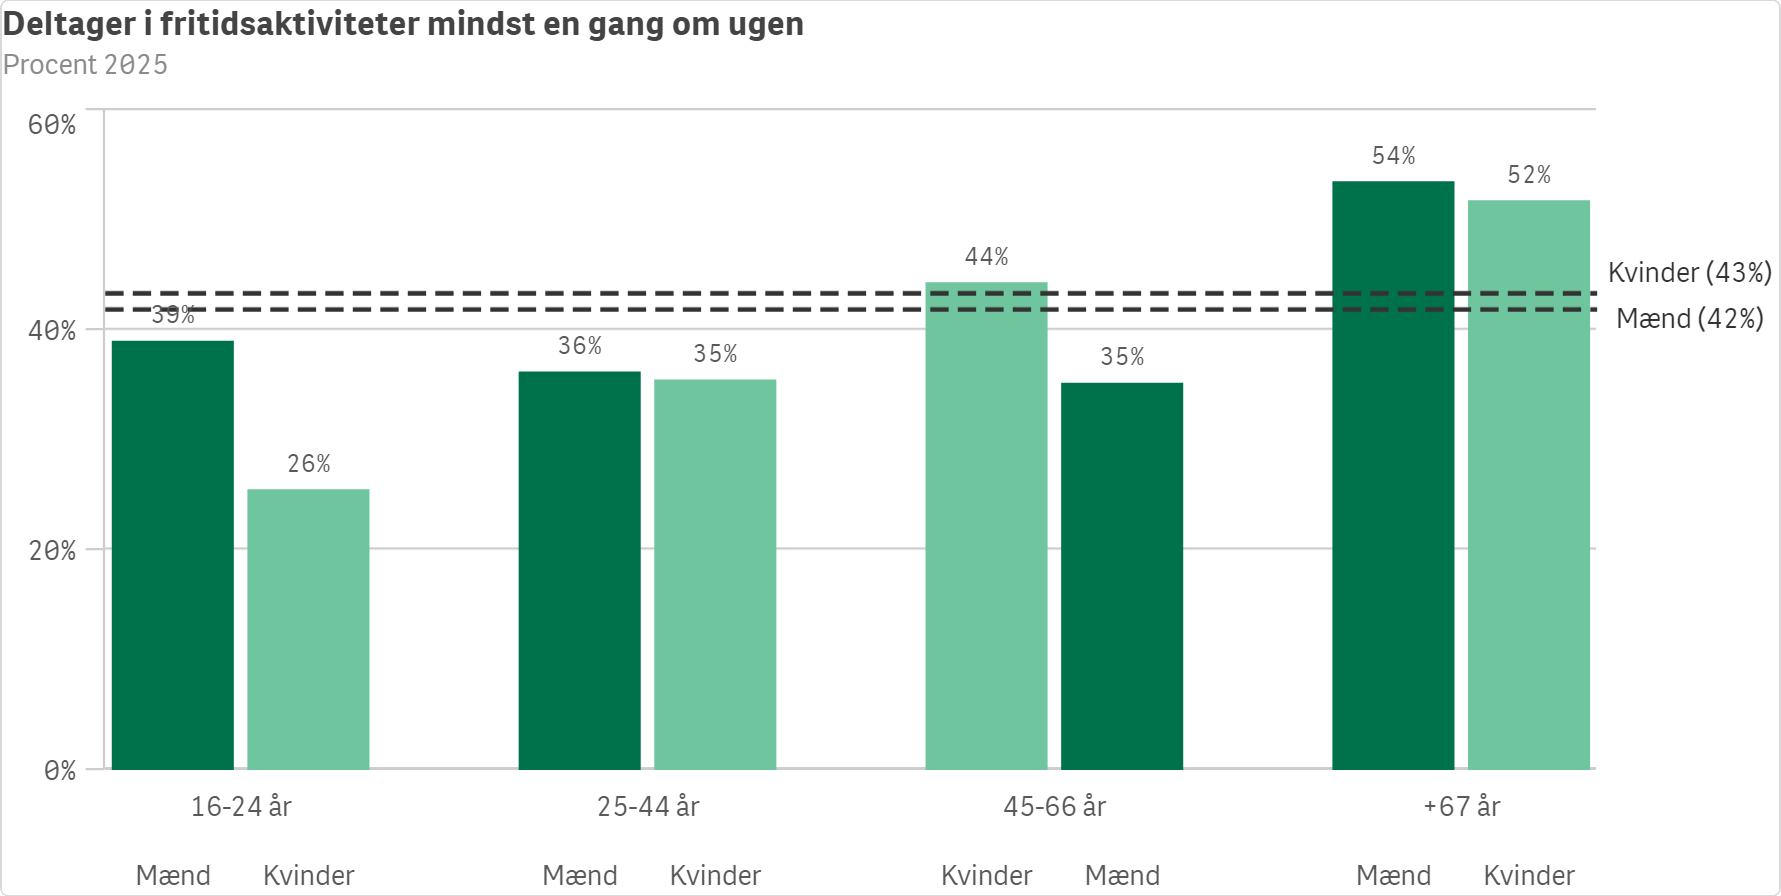 Deltager i fritidsaktiviteter mindst en gang om ugen
Procent 2025
60%
40%
20%
0%
39%
26%
36%
35%
44%
35%
54%
52%
Kvinder (43%)
Mænd (42%)
16-24 år
25-44 år
45-66 år
+67 år
Mænd
Kvinder
Mænd
Kvinder
Kvinder
Mænd
Mænd
Kvinder